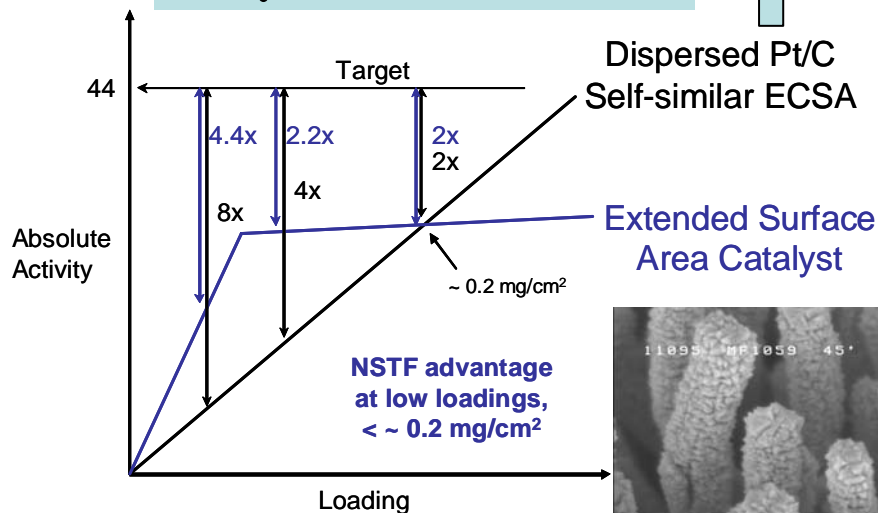 Target
44
Dispersed Pt/C
Self-similar ECSA
4.4x
2.2x
2x
2x
4x
8x
Absolute
Activity
Extended Surface
Area Catalyst
~ 0.2 mg/cm²
NSTF advantage
at low loadings,
< ~ 0.2 mg/cm²
11095 MF1059 45°
Loading